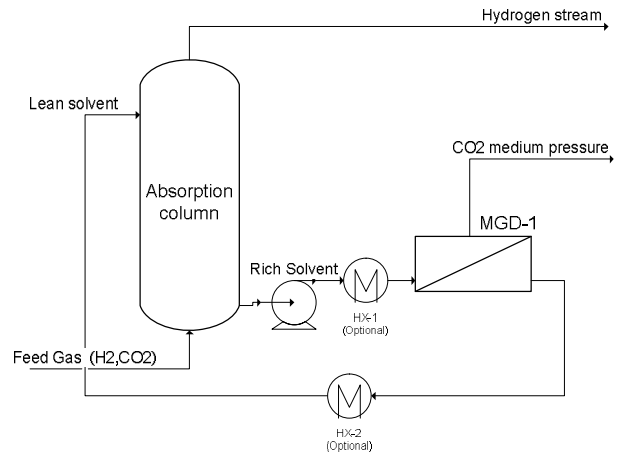 Hydrogen stream
Lean solvent
CO2 medium pressure
Absorption
column
MGD-1
Rich Solvent
HX-1
(Optional)
Feed Gas (H2,CO2)
HX-2
(Optional)